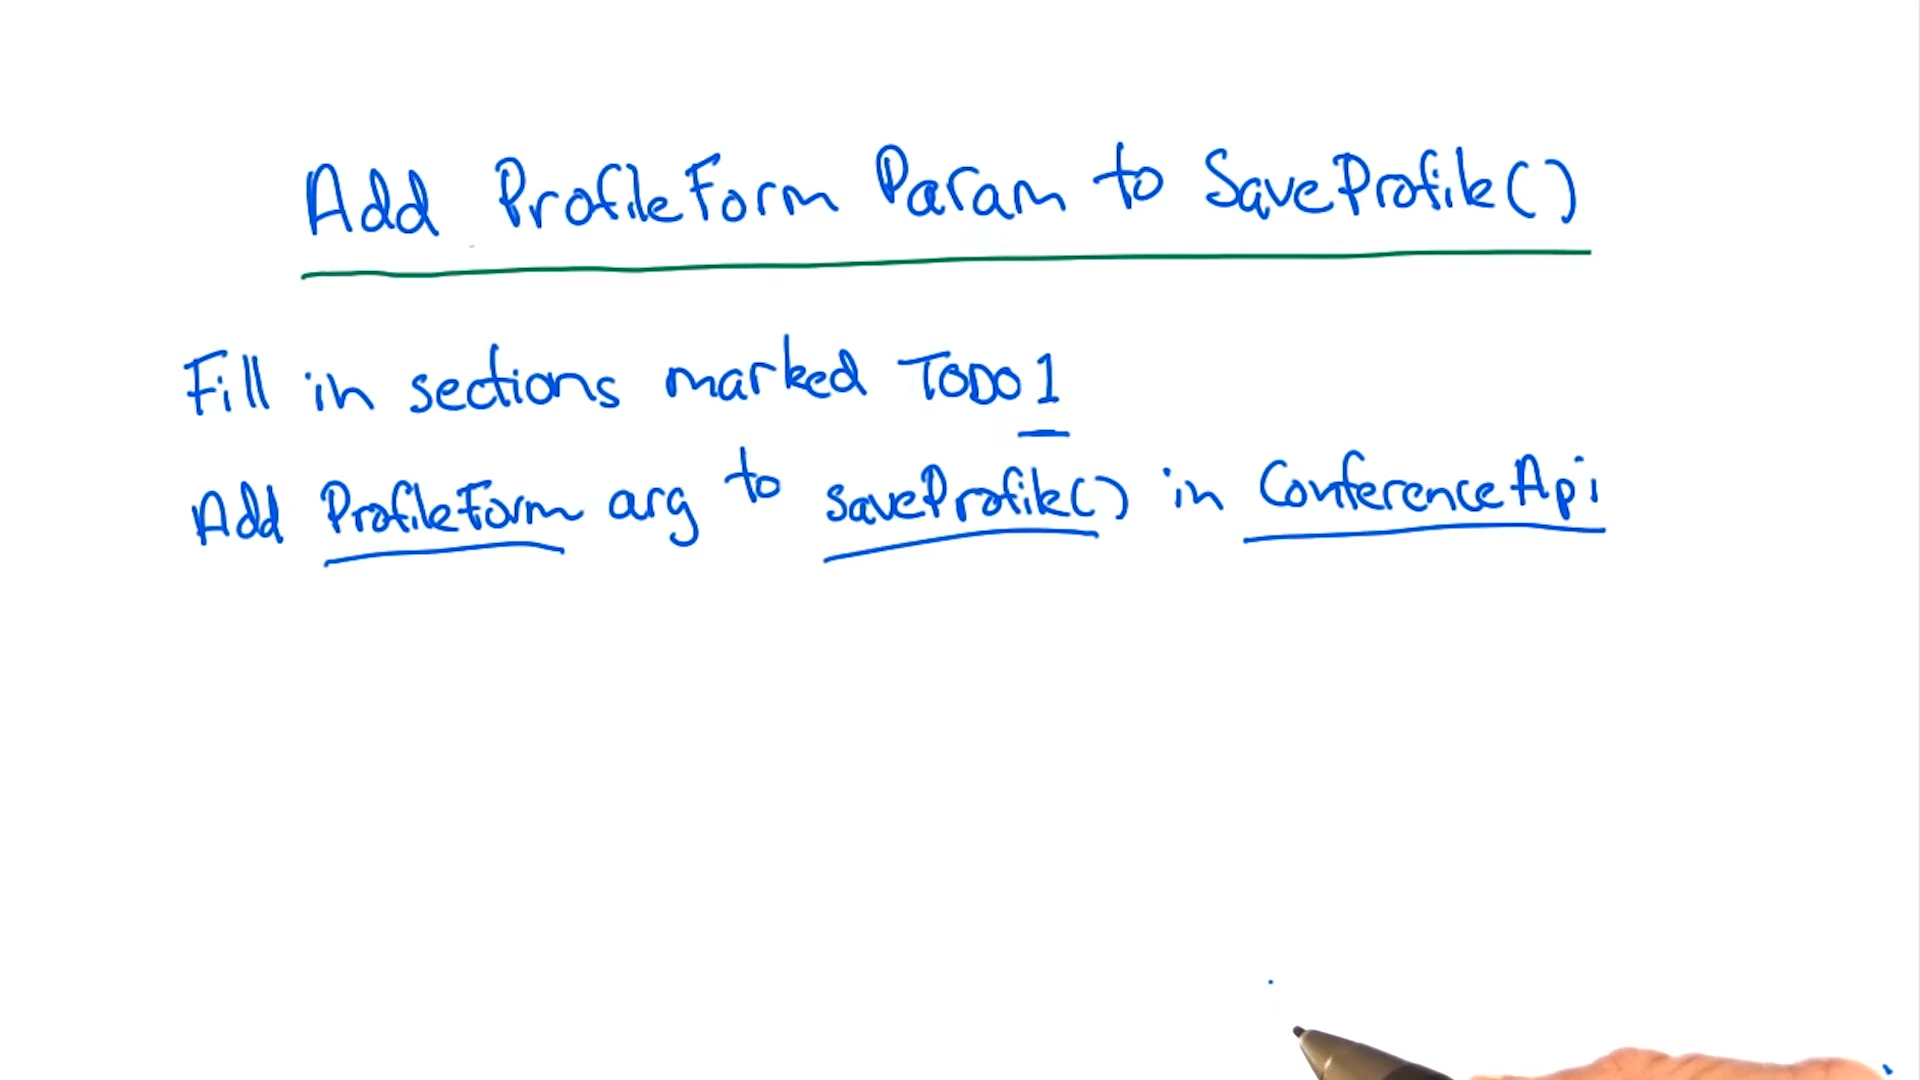 Add ProfileForm Param to SaveProfile()
Fill in sections marked TODO 1
Add ProfileForm arg to saveProfile() in ConferenceApi